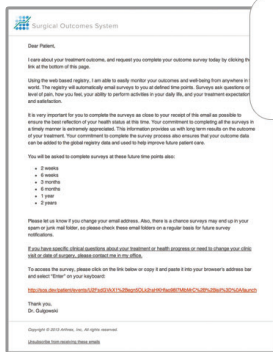 Surgical Outcomes System
Dear Patient,
I care about your treatment outcome, and request you complete your outcome survey today by clicking the
link at the bottom of this page.
Using the web based registry, I am able to easily monitor your outcomes and well-being from anywhere in
world. The registry will automatically email surveys to you at defined time points. Surveys ask questions on
level of pain, how you feel, your ability to perform activities in your daily life, and your treatment expectation
and satisfaction.
It is very important for you to complete the surveys as close to your receipt of this email as possible to
ensure the best reflection of your health status at this time. Your commitment to completing all the surveys in
a timely manner is extremely appreciated. This information provides us with long term results on the outcome
of your treatment. Your commitment to complete the survey process also ensures that your outcome data
can be added to the global registry data and used to help improve future patient care.
You will be asked to complete surveys at these future time points also:
• 2 weeks
• 6 weeks
• 3 months
• 6 months
• 1 year
• 2 years
Please let us know if you change your email address. Also, there is a chance surveys may end up in your
spam or junk mail folder, so please check these email folders on a regular basis for future survey
notifications.
If you have specific clinical questions about your treatment or health progress or need to change your clinic
visit or date of surgery, please contact me in my office.
To access the survey, please click on the link below or copy it and paste it into your browser's address bar
and select "Enter" on your keyboard:
Thank you,
Dr. Gulgowski
Copyright © 2015 Arthrex, Inc. All rights reserved
Unsubscribe from receiving these emails